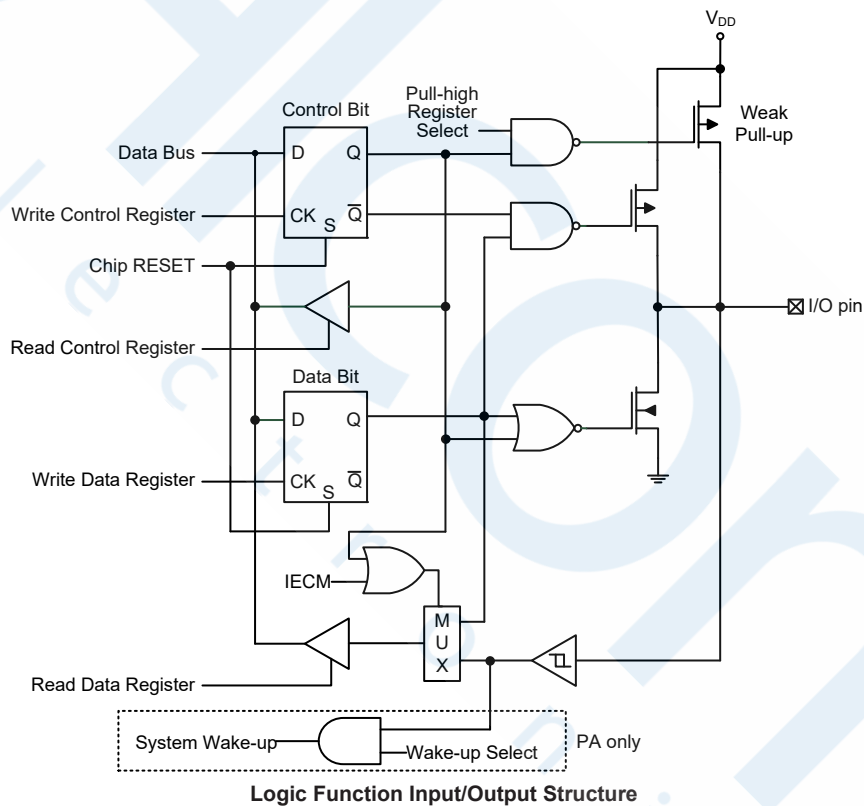 V_DD
Pull-high
Register
Select
Weak
Pull-up
Control Bit
Data Bus
D
Q
Write Control Register
CK
S
Q̅
Chip RESET
I/O pin
Read Control Register
Data Bit
D
Q
Write Data Register
CK
S
Q̅
IECM
M
U
X
Read Data Register
System Wake-up
Wake-up Select
PA only
Logic Function Input/Output Structure